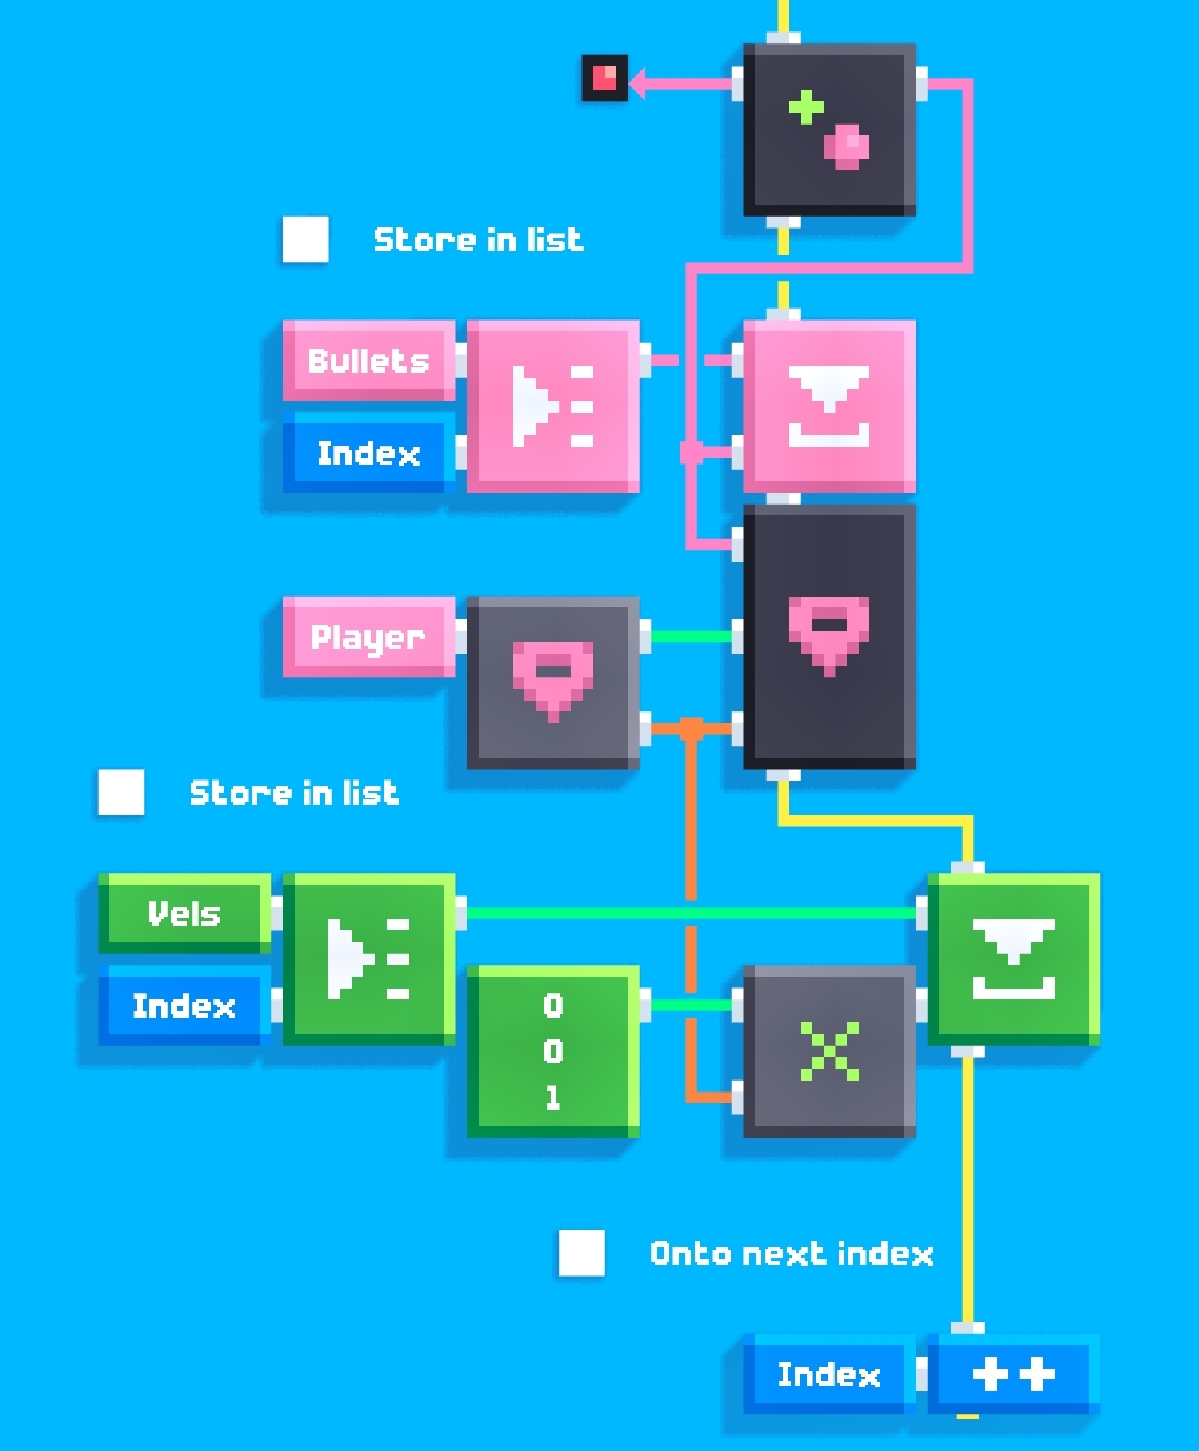 Store in list
Bullets
Index
Player
Store in list
Vels
Index
0
0
1
Onto next index
Index
++